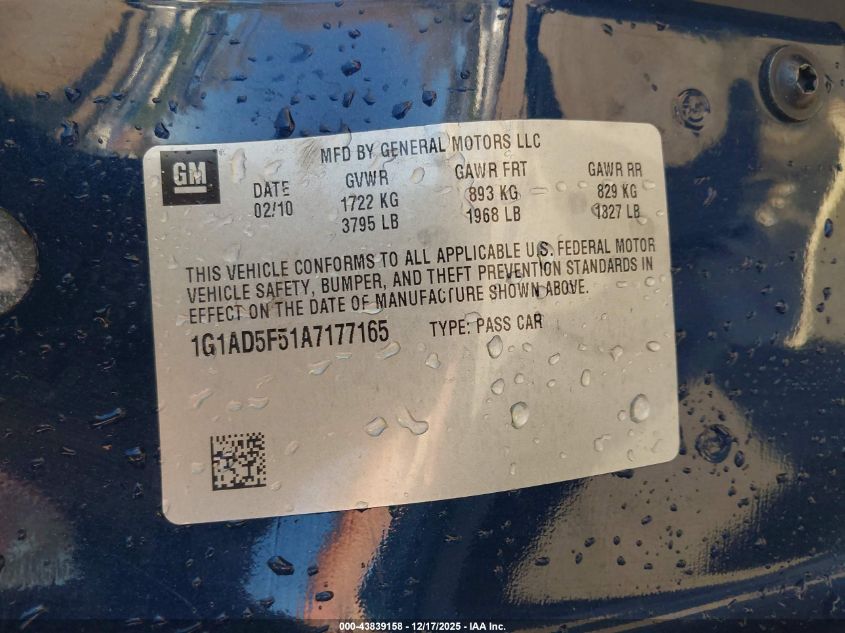 GM
MFD BY GENERAL MOTORS LLC
DATE GVWR GAWR FRT GAWR RR
02/10 1722 KG 893 KG 829 KG
3795 LB 1968 LB 1327 LB
THIS VEHICLE CONFORMS TO ALL APPLICABLE U.S. FEDERAL MOTOR
VEHICLE SAFETY, BUMPER, AND THEFT PREVENTION STANDARDS IN
EFFECT ON THE DATE OF MANUFACTURE SHOWN ABOVE.
1G1AD5F51A7177165 TYPE: PASS CAR
000-43839158 - 12/17/2025 - IAA Inc.